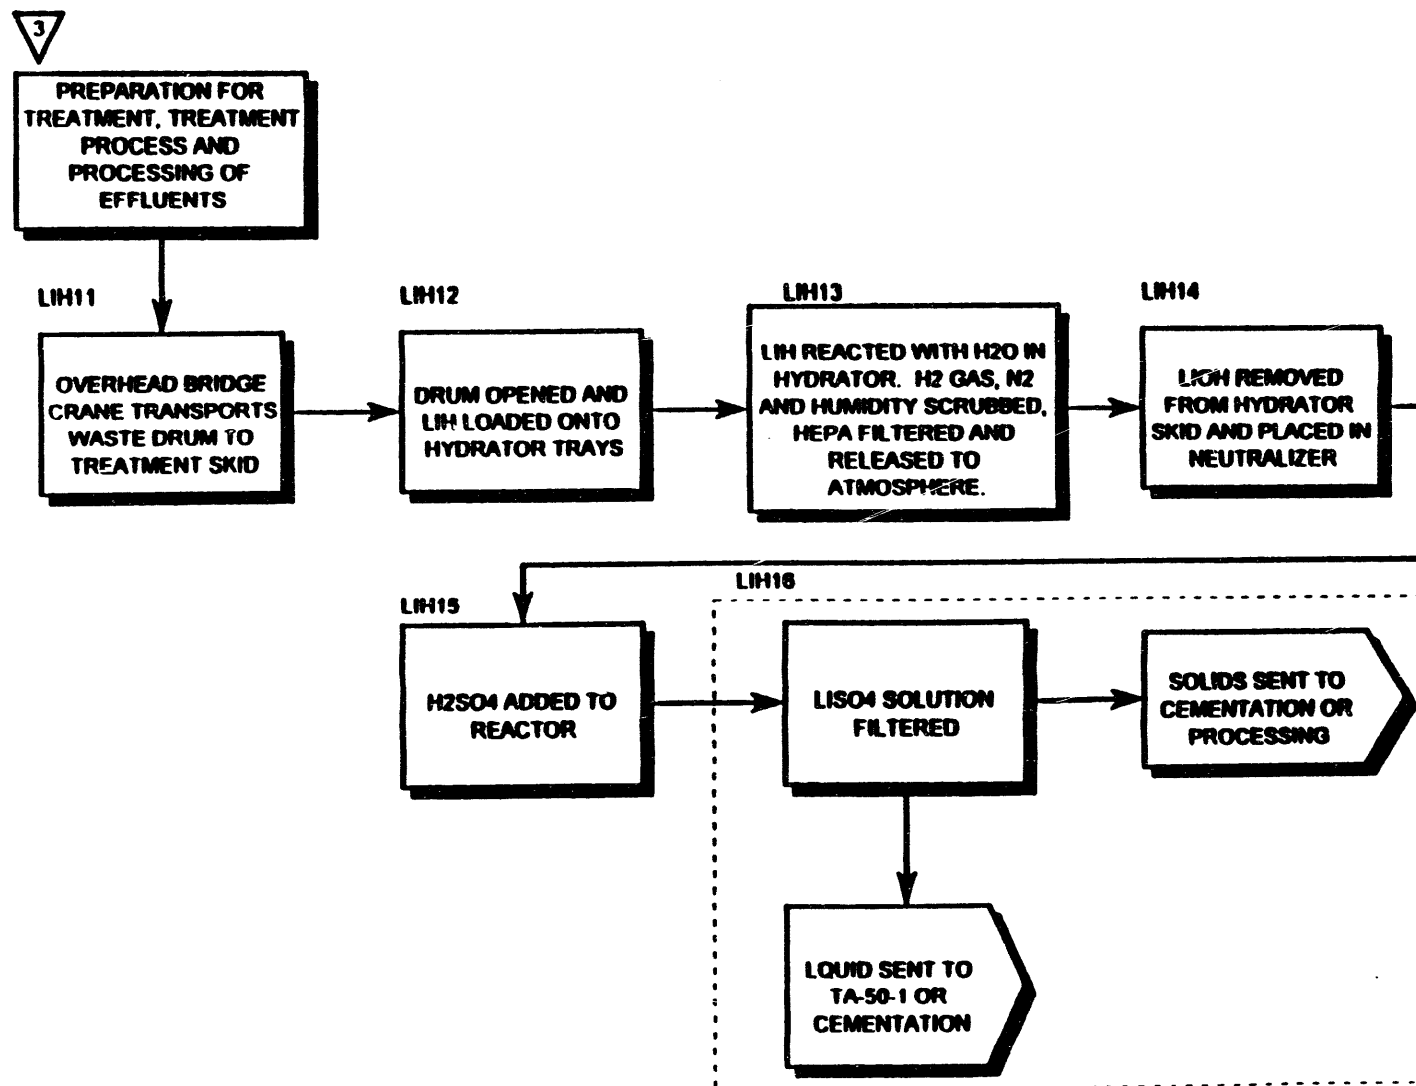 3
PREPARATION FOR
TREATMENT, TREATMENT
PROCESS AND
PROCESSING OF
EFFLUENTS
LIH11
OVERHEAD BRIDGE
CRANE TRANSPORTS
WASTE DRUM TO
TREATMENT SKID
LIH12
DRUM OPENED AND
LIH LOADED ONTO
HYDRATOR TRAYS
LIH13
LIH REACTED WITH H2O IN
HYDRATOR. H2 GAS, N2
AND HUMIDITY SCRUBBED,
HEPA FILTERED AND
RELEASED TO
ATMOSPHERE.
LIH14
LIOH REMOVED
FROM HYDRATOR
SKID AND PLACED IN
NEUTRALIZER
LIH15
H2SO4 ADDED TO
REACTOR
LIH16
LISO4 SOLUTION
FILTERED
SOLIDS SENT TO
CEMENTATION OR
PROCESSING
LQUID SENT TO
TA-50-1 OR
CEMENTATION